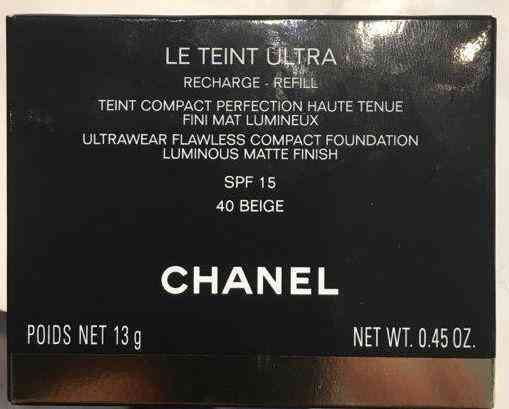 LE TEINT ULTRA
RECHARGE - REFILL
TEINT COMPACT PERFECTION HAUTE TENUE
FINI MAT LUMINEUX
ULTRAWEAR FLAWLESS COMPACT FOUNDATION
LUMINOUS MATTE FINISH
SPF 15
40 BEIGE
CHANEL
POIDS NET 13 g NET WT. 0.45 OZ.